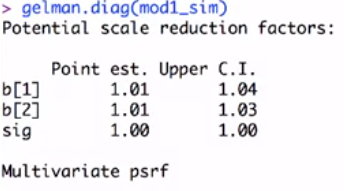 > gelman.diag(mod1_sim)
Potential scale reduction factors:
Point est. Upper C.I.
b[1] 1.01 1.04
b[2] 1.01 1.03
sig 1.00 1.00
Multivariate psrf